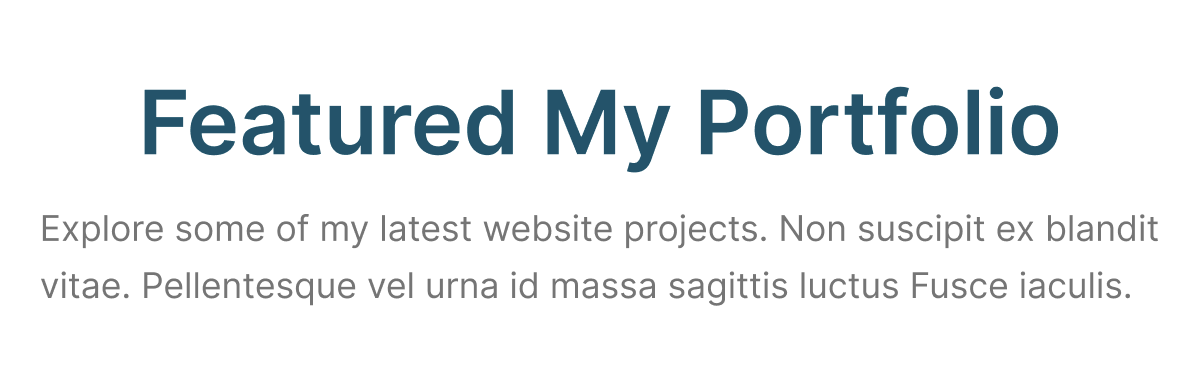 Featured My Portfolio
Explore some of my latest website projects. Non suscipit ex blandit
vitae. Pellentesque vel urna id massa sagittis luctus Fusce iaculis.